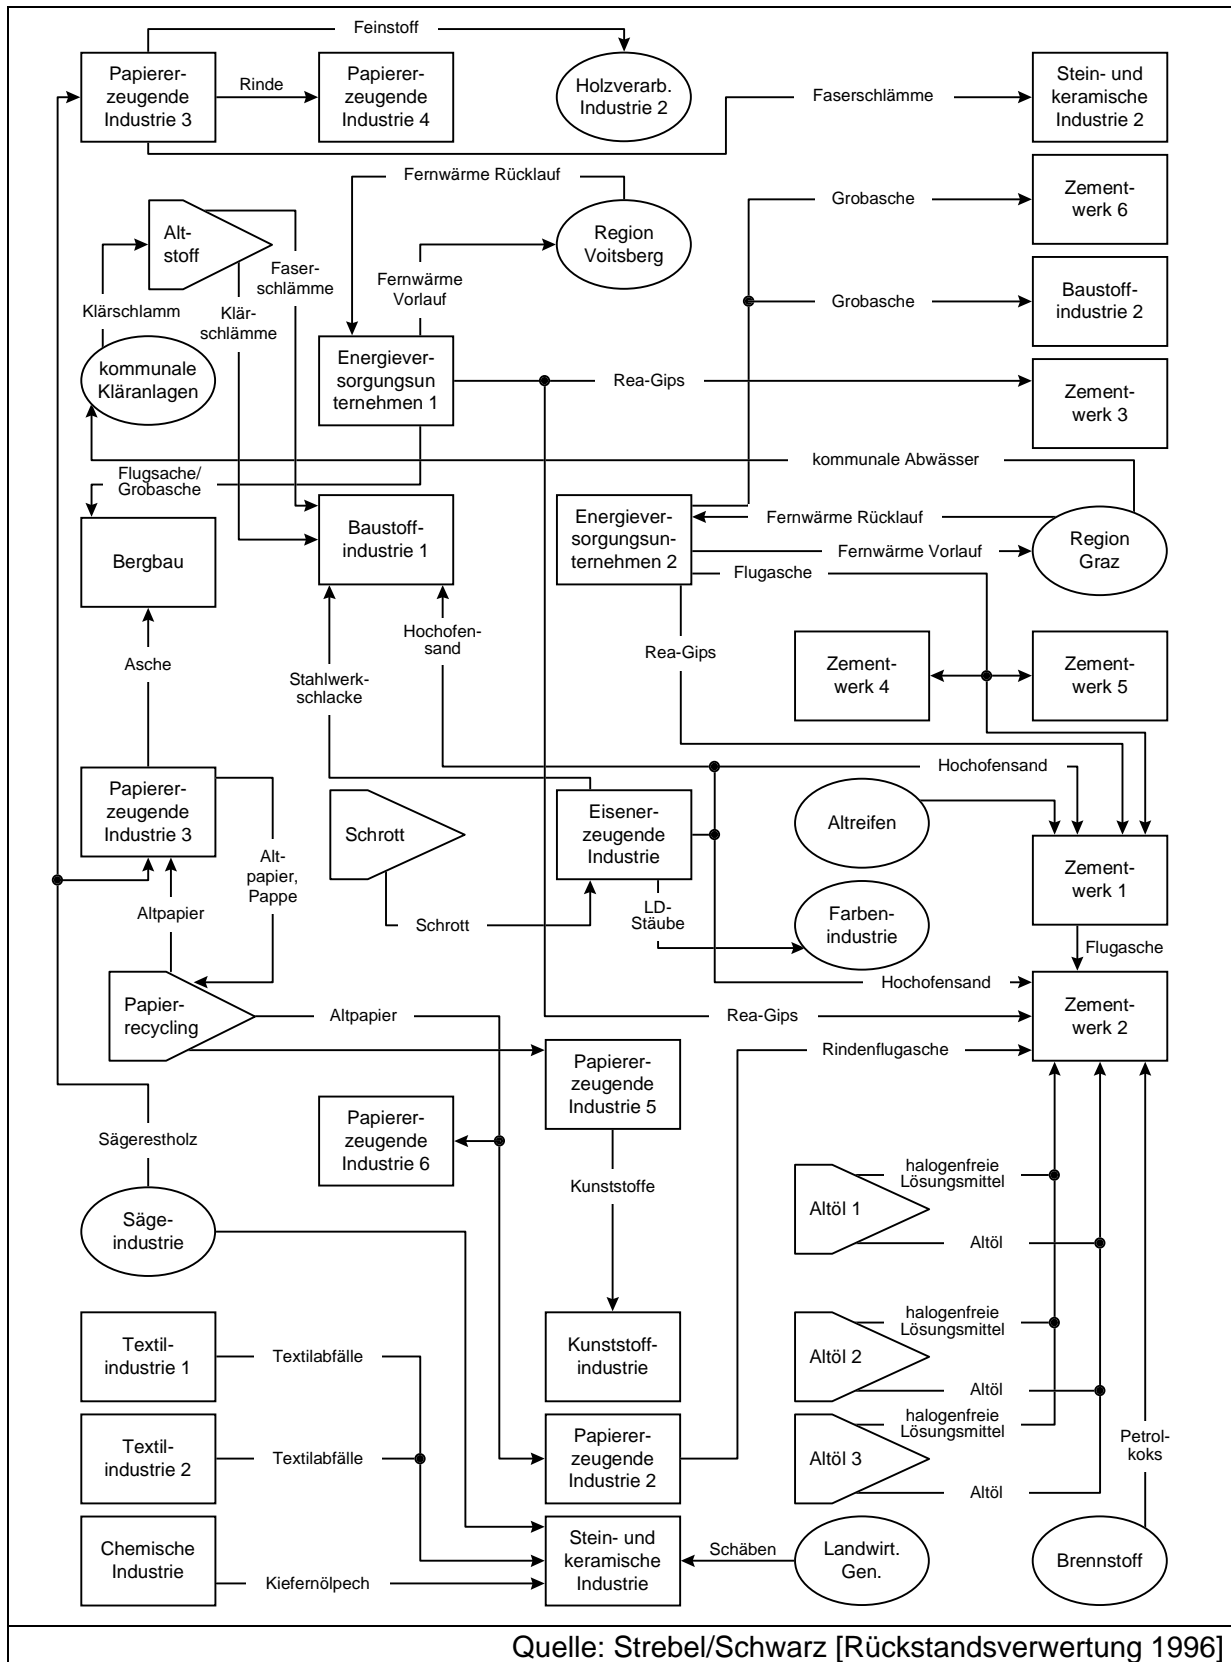 Feinstoff
Papierer-
zeugende
Industrie 3
Rinde
Papierer-
zeugende
Industrie 4
Holzverarb.
Industrie 2
Faserschlämme
Stein- und
keramische
Industrie 2
Fernwärme Rücklauf
Grobasche
Zement-
werk 6
Alt-
stoff
Region
Voitsberg
Faser-
schlämme
Fernwärme
Vorlauf
Klärschlamm
Klär-
schlämme
Grobasche
Baustoff-
industrie 2
kommunale
Kläranlagen
Energiever-
sorgungsun
ternehmen 1
Rea-Gips
Zement-
werk 3
kommunale Abwässer
Flugsache/
Grobasche
Bergbau
Baustoff-
industrie 1
Energiever-
sorgungsun-
ternehmen 2
Fernwärme Rücklauf
Fernwärme Vorlauf
Flugasche
Region
Graz
Asche
Stahlwerk-
schlacke
Hochofen-
sand
Rea-Gips
Zement-
werk 4
Zement-
werk 5
Papierer-
zeugende
Industrie 3
Schrott
Eisener-
zeugende
Industrie
Hochofensand
Altreifen
Alt-
papier,
Pappe
Zement-
werk 1
Altpapier
Schrott
LD-
Stäube
Farben-
industrie
Flugasche
Papier-
recycling
Altpapier
Hochofensand
Rea-Gips
Zement-
werk 2
Rindenflugasche
Papierer-
zeugende
Industrie 5
Sägerestholz
Papierer-
zeugende
Industrie 6
Kunststoffe
halogenfreie
Lösungsmittel
Altöl 1
Altöl
Säge-
industrie
Textil-
industrie 1
Textilabfälle
Kunststoff-
industrie
halogenfreie
Lösungsmittel
Altöl 2
Altöl
Textil-
industrie 2
Textilabfälle
Papierer-
zeugende
Industrie 2
halogenfreie
Lösungsmittel
Altöl 3
Altöl
Petrol-
koks
Chemische
Industrie
Kiefernölpech
Stein- und
keramische
Industrie
Schäben
Landwirt.
Gen.
Brennstoff
Quelle: Strebel/Schwarz [Rückstandsverwertung 1996]